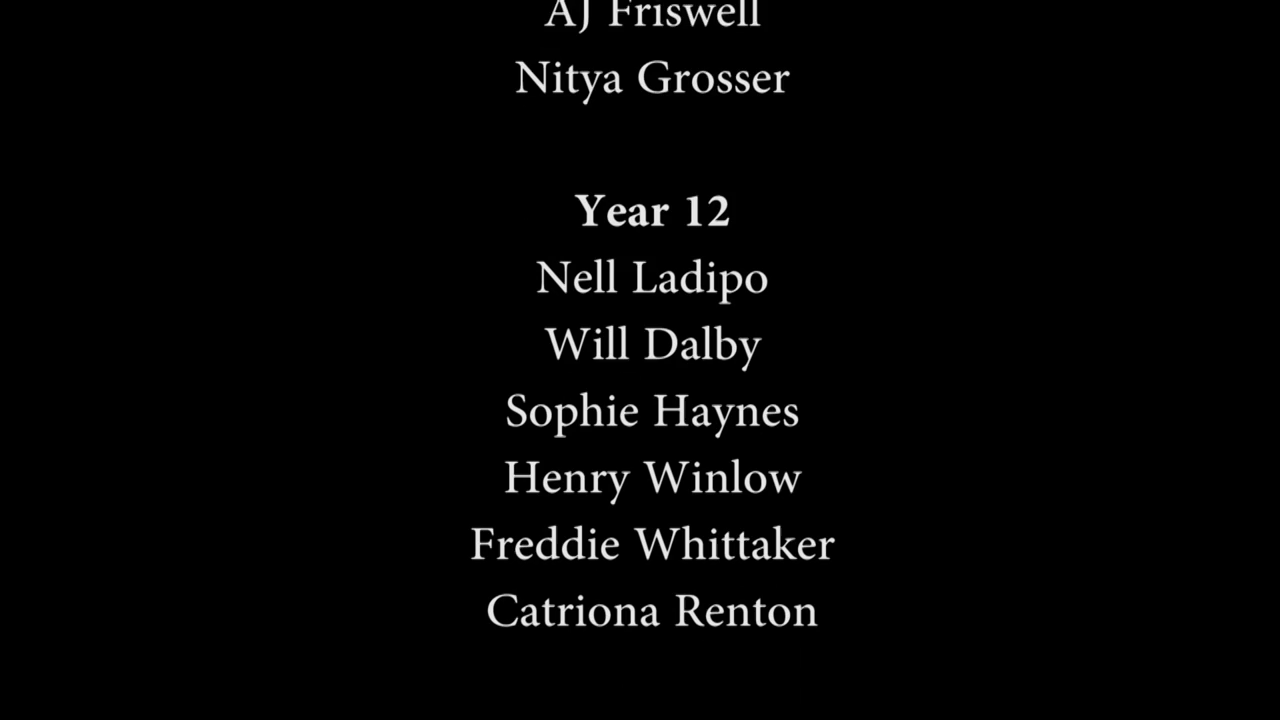 AJ Friswell
Nitya Grosser
Year 12
Nell Ladipo
Will Dalby
Sophie Haynes
Henry Winlow
Freddie Whittaker
Catriona Renton